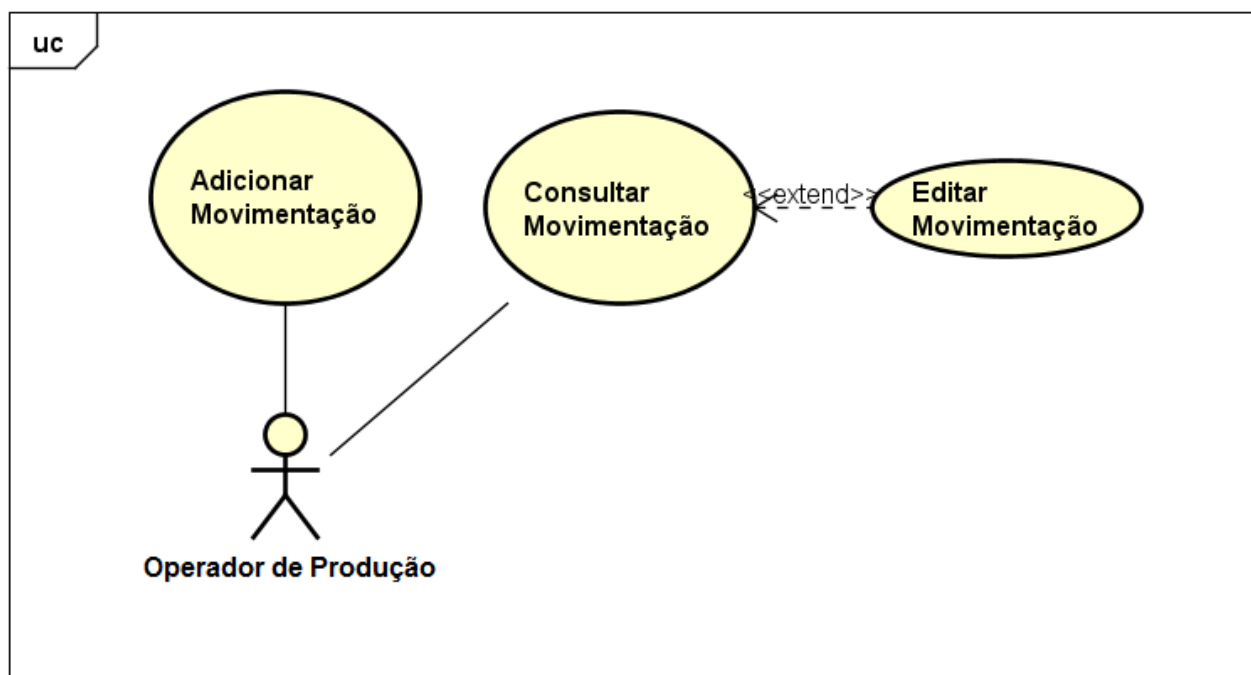 uc
Adicionar
Movimentação
Consultar
Movimentação
<<extend>>
Editar
Movimentação
Operador de Produção